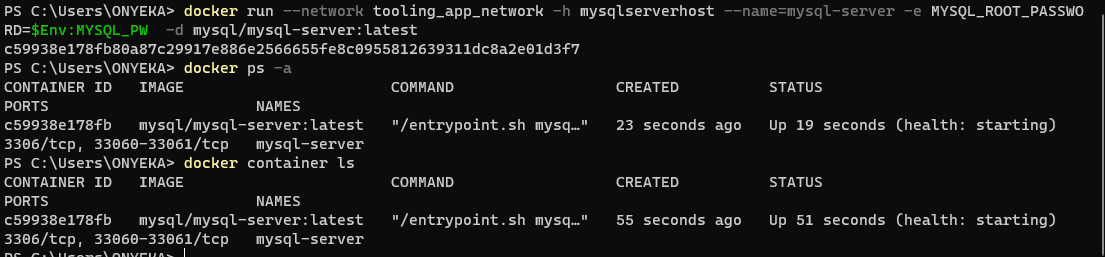 PS C:\Users\ONYEKA> docker run --network tooling_app_network -h mysqlserverhost --name=mysql-server -e MYSQL_ROOT_PASSWO
RD=$Env:MYSQL_PW  -d mysql/mysql-server:latest
c59938e178fb80a87c29917e886e2566655fe8c0955812639311dc8a2e01d3f7
PS C:\Users\ONYEKA> docker ps -a
CONTAINER ID   IMAGE                       COMMAND                  CREATED          STATUS
PORTS                       NAMES
c59938e178fb   mysql/mysql-server:latest   "/entrypoint.sh mysq…"   23 seconds ago   Up 19 seconds (health: starting)
3306/tcp, 33060-33061/tcp   mysql-server
PS C:\Users\ONYEKA> docker container ls
CONTAINER ID   IMAGE                       COMMAND                  CREATED          STATUS
PORTS                       NAMES
c59938e178fb   mysql/mysql-server:latest   "/entrypoint.sh mysq…"   55 seconds ago   Up 51 seconds (health: starting)
3306/tcp, 33060-33061/tcp   mysql-server
PS C:\Users\ONYEKA>